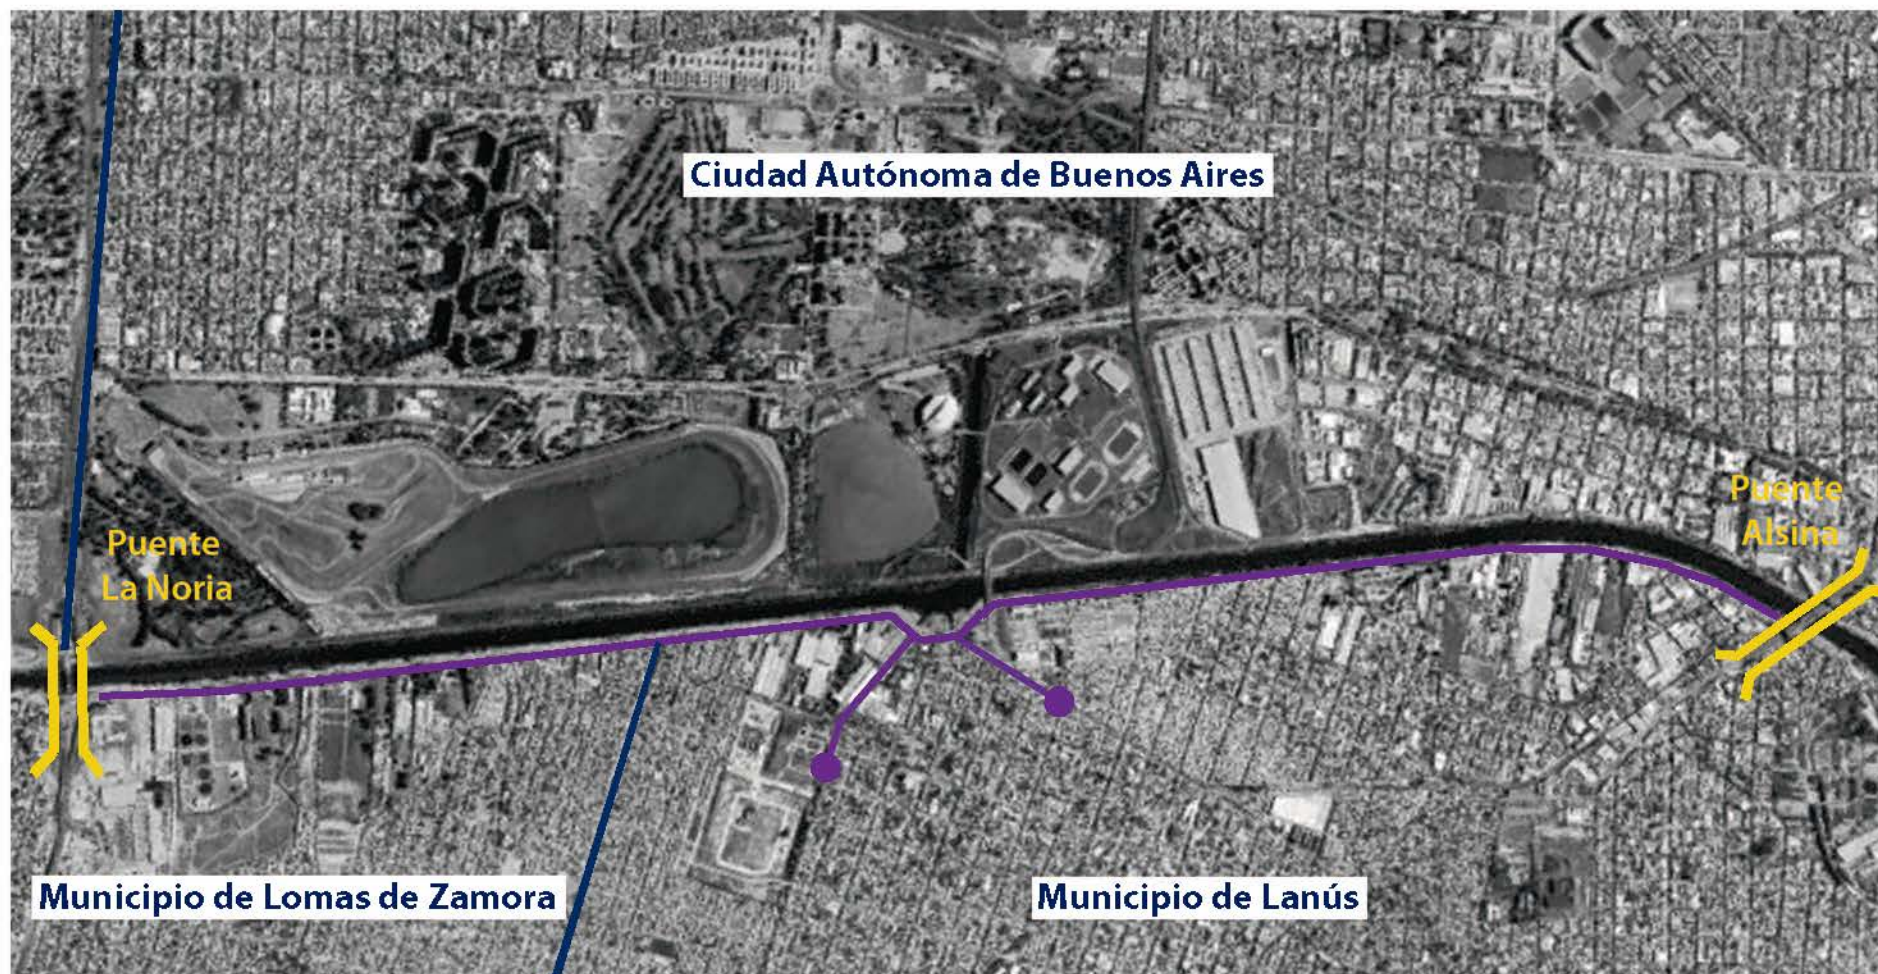 Ciudad Autónoma de Buenos Aires
Puente
Alsina
Puente
La Noria
Municipio de Lomas de Zamora
Municipio de Lanús